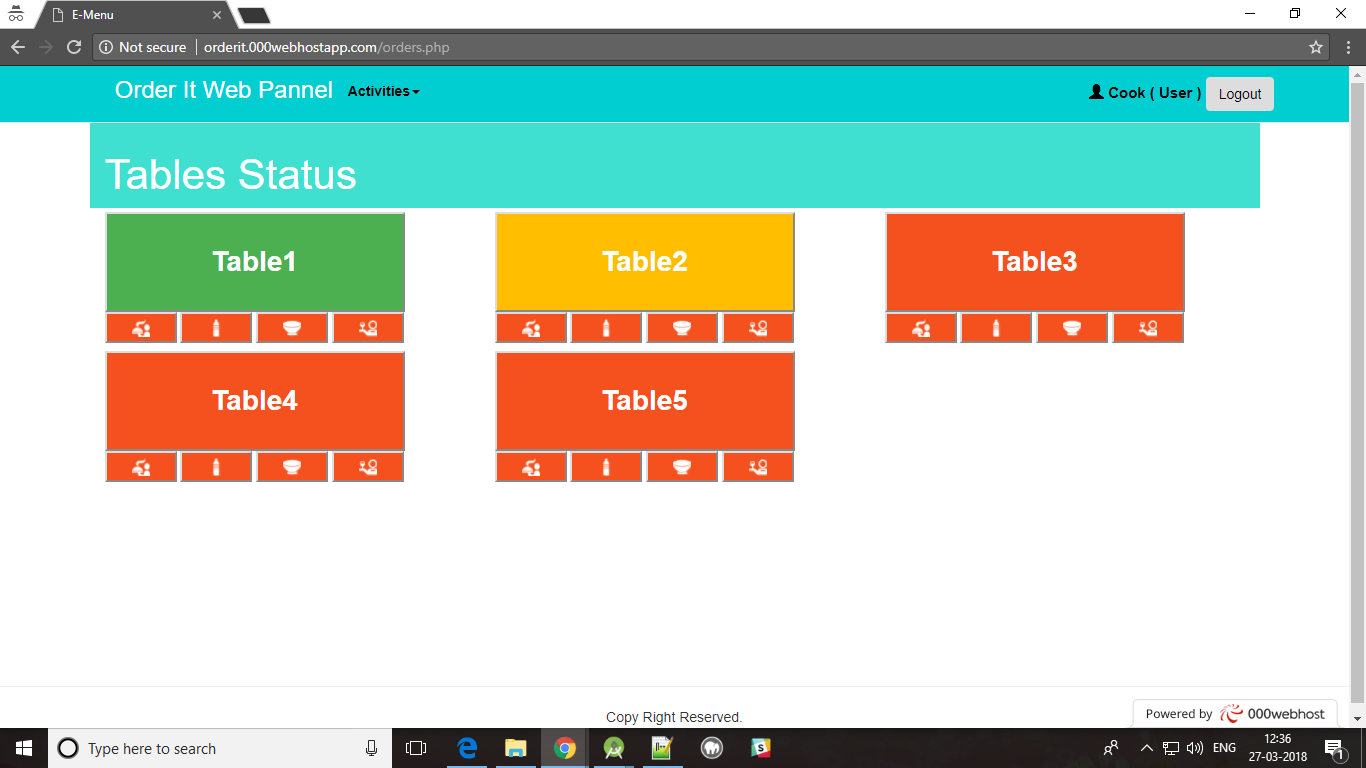 E-Menu
Not secure | orderit.000webhostapp.com/orders.php
Order It Web Pannel Activities Cook ( User ) Logout
Tables Status
Table1 Table2 Table3
Table4 Table5
Copy Right Reserved.
Powered by 000webhost
Type here to search
ENG
12:36
27-03-2018
1